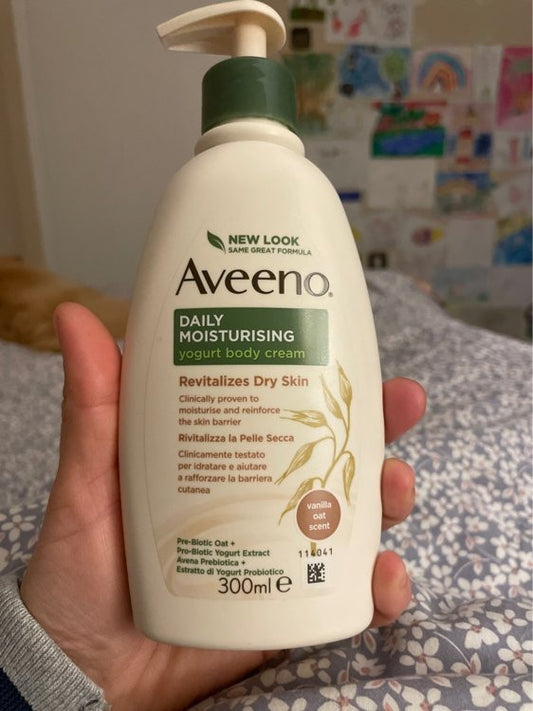 NEW LOOK
SAME GREAT FORMULA
Aveeno®
DAILY
MOISTURISING
yogurt body cream
Revitalizes Dry Skin
Clinically proven to
moisturise and reinforce
the skin barrier
Rivitalizza la Pelle Secca
Clinicamente testato
per idratare e aiutare
a rafforzare la barriera
cutanea
vanilla
oat
scent
Pre-Biotic Oat +
Pro-Biotic Yogurt Extract
Avena Prebiotica +
Estratto di Yogurt Probiotico
114041
300ml e